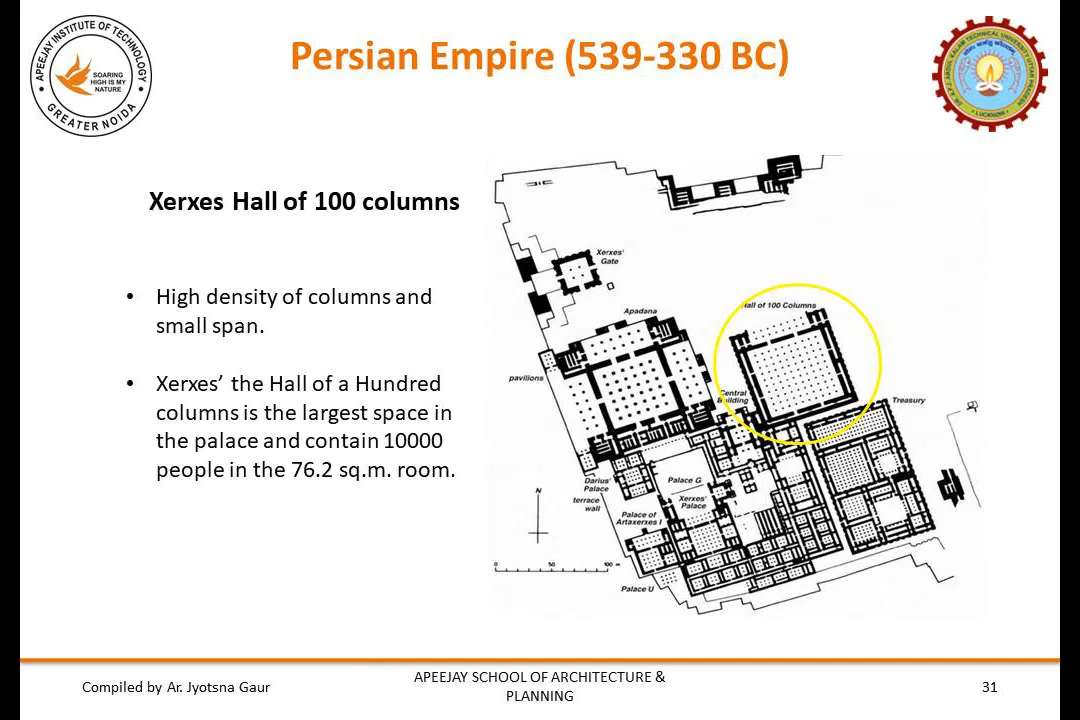 Persian Empire (539-330 BC)
APEEJAY INSTITUTE OF TECHNOLOGY
SOARING
HIGH IS MY
NATURE
GREATER NOIDA
LUCKNOW
Xerxes Hall of 100 columns
• High density of columns and
small span.
• Xerxes’ the Hall of a Hundred
columns is the largest space in
the palace and contain 10000
people in the 76.2 sq.m. room.
Xerxes'
Gate
Apadana
Hall of 100 Columns
pavilions
Central
Building
Treasury
Darius'
Palace
terrace
wall
Palace G
Xerxes'
Palace
N
Palace of
Artaxerxes I
0 50 100 m
Palace U
Compiled by Ar. Jyotsna Gaur
APEEJAY SCHOOL OF ARCHITECTURE &
PLANNING
31